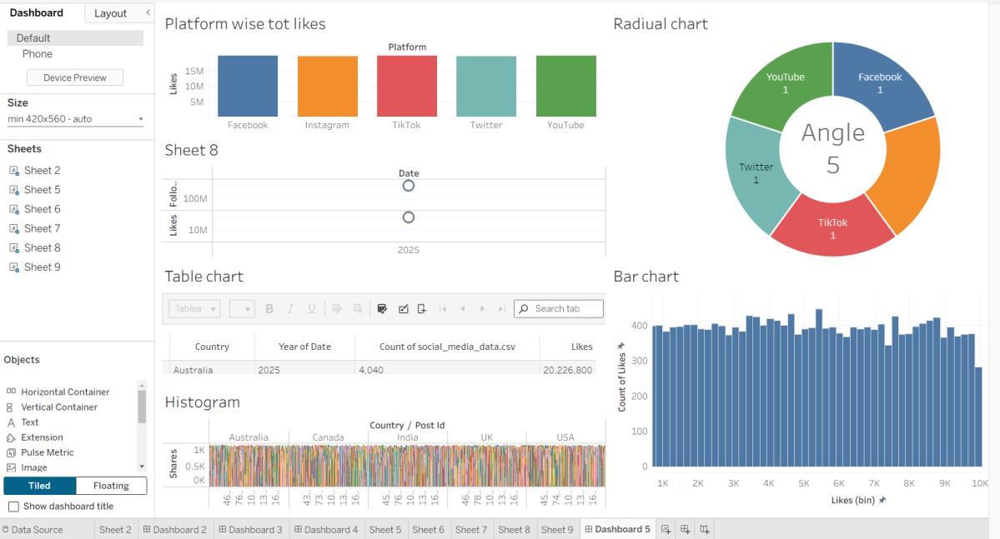 Dashboard
Layout
Default
Phone
Device Preview
Size
min 420x560 - auto
Sheets
Sheet 2
Sheet 5
Sheet 6
Sheet 7
Sheet 8
Sheet 9
Objects
Horizontal Container
Vertical Container
Text
Extension
Pulse Metric
Image
Tiled
Floating
Show dashboard title
Platform wise tot likes
Platform
Likes
15M
10M
5M
Facebook
Instagram
TikTok
Twitter
YouTube
Sheet 8
Date
Follo..
100M
Likes
10M
2025
Table chart
Tablea
B I U
Search tab
Country Year of Date Count of social_media_data.csv Likes
Australia 2025 4,040 20,226,800
Histogram
Country / Post Id
Australia Canada India UK USA
Shares
1K
0.5K
0K
46.. 76.. 10.. 13.. 16.. 43.. 73.. 10.. 13.. 16.. 45.. 75.. 10.. 13.. 16.. 46.. 78.. 10.. 13.. 16.. 45.. 74.. 10.. 13.. 16..
Radiual chart
YouTube
1
Facebook
1
Twitter
1
TikTok
1
Angle
5
Bar chart
Count of Likes
400
300
200
100
0
1K 2K 3K 4K 5K 6K 7K 8K 9K 10K
Likes (bin)
Data Source Sheet 2 Dashboard 2 Dashboard 3 Dashboard 4 Sheet 5 Sheet 6 Sheet 7 Sheet 8 Sheet 9 Dashboard 5